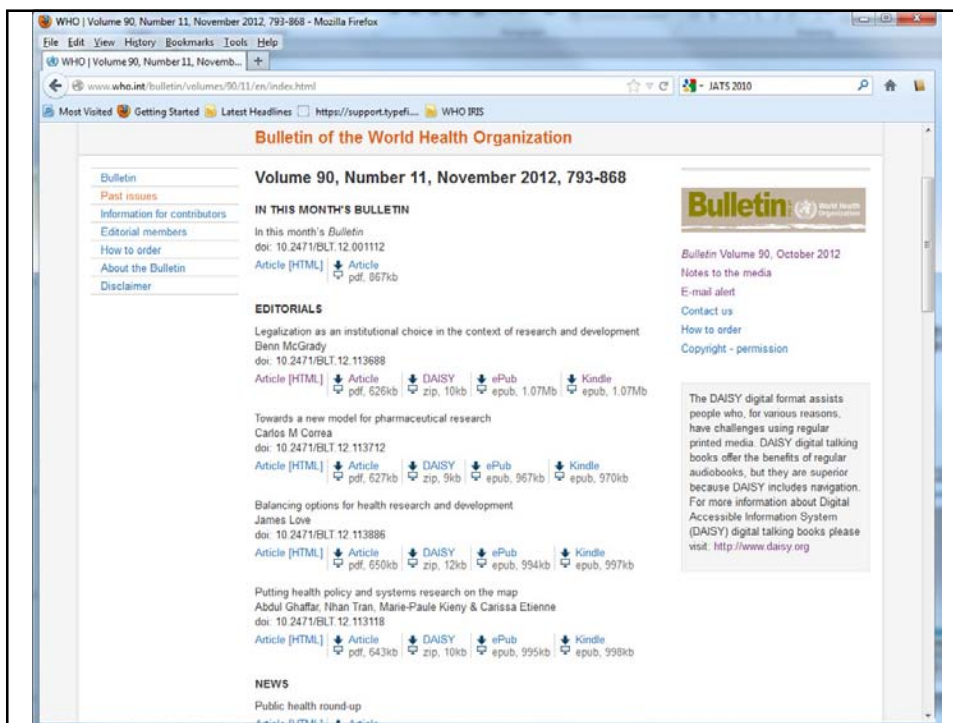 WHO | Volume 90, Number 11, November 2012, 793-868 - Mozilla Firefox
File Edit View History Bookmarks Tools Help
WHO | Volume 90, Number 11, Novemb...
www.who.int/bulletin/volumes/90/11/en/index.html
JATS 2010
Most Visited Getting Started Latest Headlines https://support.typefi.... WHO IRIS
Bulletin of the World Health Organization
Bulletin
Past issues
Information for contributors
Editorial members
How to order
About the Bulletin
Disclaimer
Volume 90, Number 11, November 2012, 793-868
IN THIS MONTH'S BULLETIN
In this month's Bulletin
doi: 10.2471/BLT.12.001112
Article [HTML] Article
pdf, 867kb
EDITORIALS
Legalization as an institutional choice in the context of research and development
Benn McGrady
doi: 10.2471/BLT.12.113688
Article [HTML] Article DAISY ePub Kindle
pdf, 626kb zip, 10kb epub, 1.07Mb epub, 1.07Mb
Towards a new model for pharmaceutical research
Carlos M Correa
doi: 10.2471/BLT.12.113712
Article [HTML] Article DAISY ePub Kindle
pdf, 627kb zip, 9kb epub, 967kb epub, 970kb
Balancing options for health research and development
James Love
doi: 10.2471/BLT.12.113886
Article [HTML] Article DAISY ePub Kindle
pdf, 650kb zip, 12kb epub, 994kb epub, 997kb
Putting health policy and systems research on the map
Abdul Ghaffar, Nhan Tran, Marie-Paule Kieny & Carissa Etienne
doi: 10.2471/BLT.12.113118
Article [HTML] Article DAISY ePub Kindle
pdf, 643kb zip, 10kb epub, 995kb epub, 998kb
NEWS
Public health round-up
Article [HTML] Article
Bulletin
World Health
Organization
Bulletin Volume 90, October 2012
Notes to the media
E-mail alert
Contact us
How to order
Copyright - permission
The DAISY digital format assists
people who, for various reasons,
have challenges using regular
printed media. DAISY digital talking
books offer the benefits of regular
audiobooks, but they are superior
because DAISY includes navigation.
For more information about Digital
Accessible Information System
(DAISY) digital talking books please
visit: http://www.daisy.org